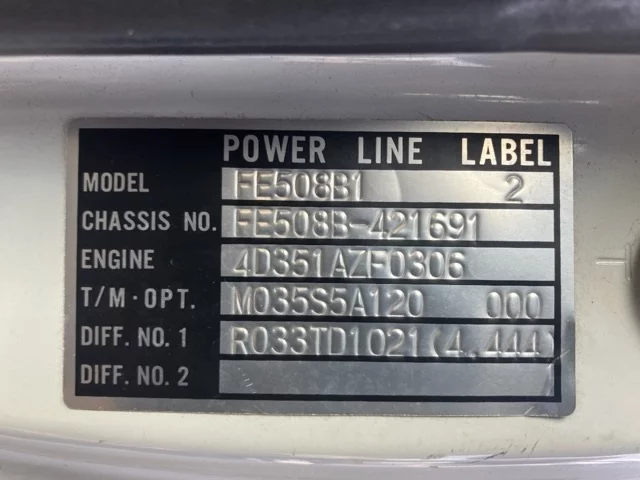 POWER LINE LABEL
MODEL FE508B1 2
CHASSIS NO. FE508B-421691
ENGINE 4D351AZF0306
T/M·OPT. M035S5A120 000
DIFF. NO. 1 R033TD1021(4.444)
DIFF. NO. 2